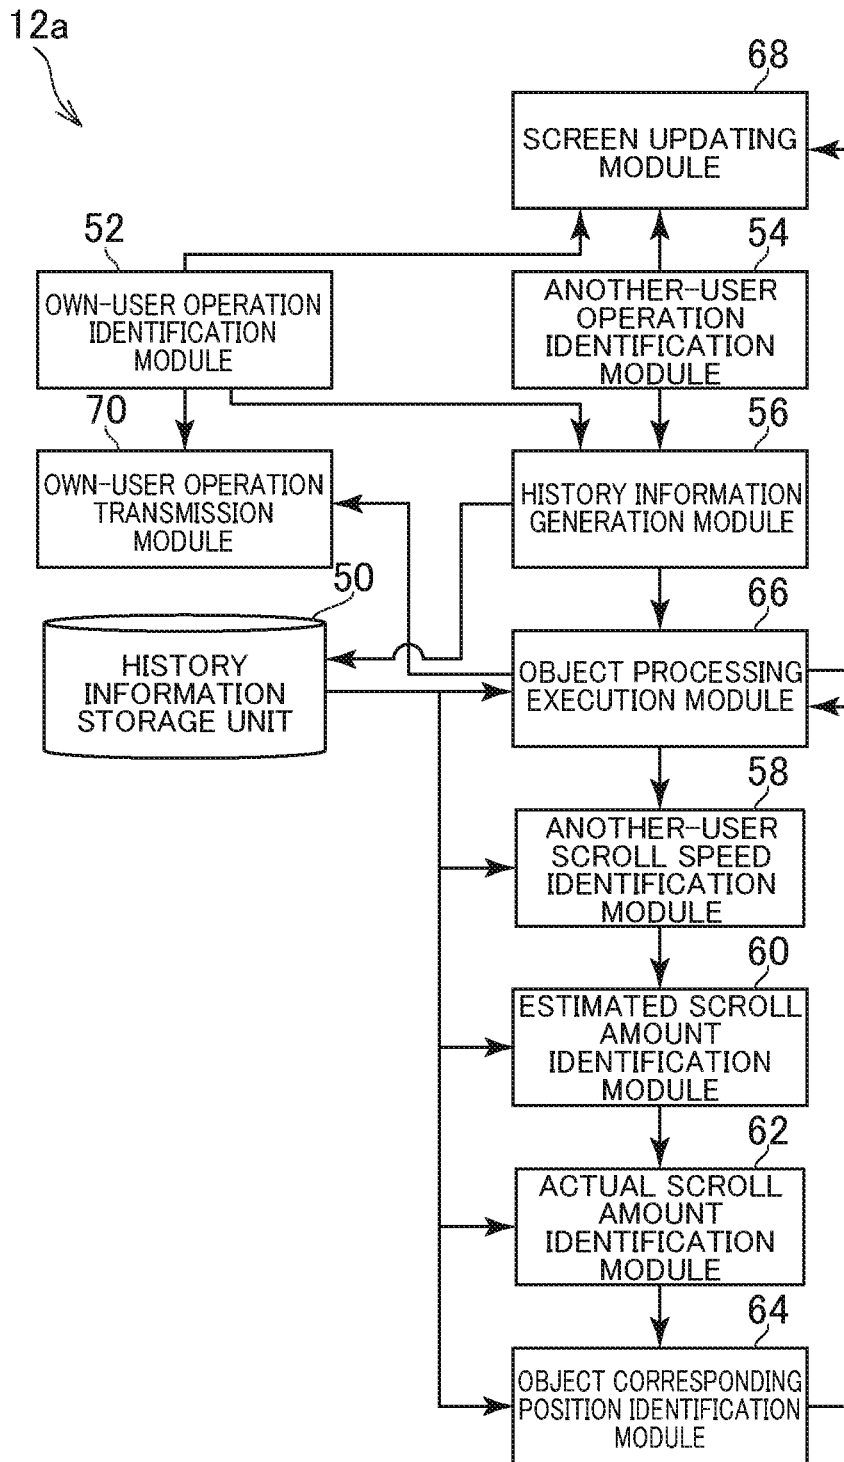 12a
68
SCREEN UPDATING
MODULE
52
OWN-USER OPERATION
IDENTIFICATION
MODULE
54
ANOTHER-USER
OPERATION
IDENTIFICATION
MODULE
70
OWN-USER OPERATION
TRANSMISSION
MODULE
56
HISTORY INFORMATION
GENERATION MODULE
50
HISTORY
INFORMATION
STORAGE UNIT
66
OBJECT PROCESSING
EXECUTION MODULE
58
ANOTHER-USER
SCROLL SPEED
IDENTIFICATION
MODULE
60
ESTIMATED SCROLL
AMOUNT
IDENTIFICATION
MODULE
62
ACTUAL SCROLL
AMOUNT
IDENTIFICATION
MODULE
64
OBJECT CORRESPONDING
POSITION IDENTIFICATION
MODULE